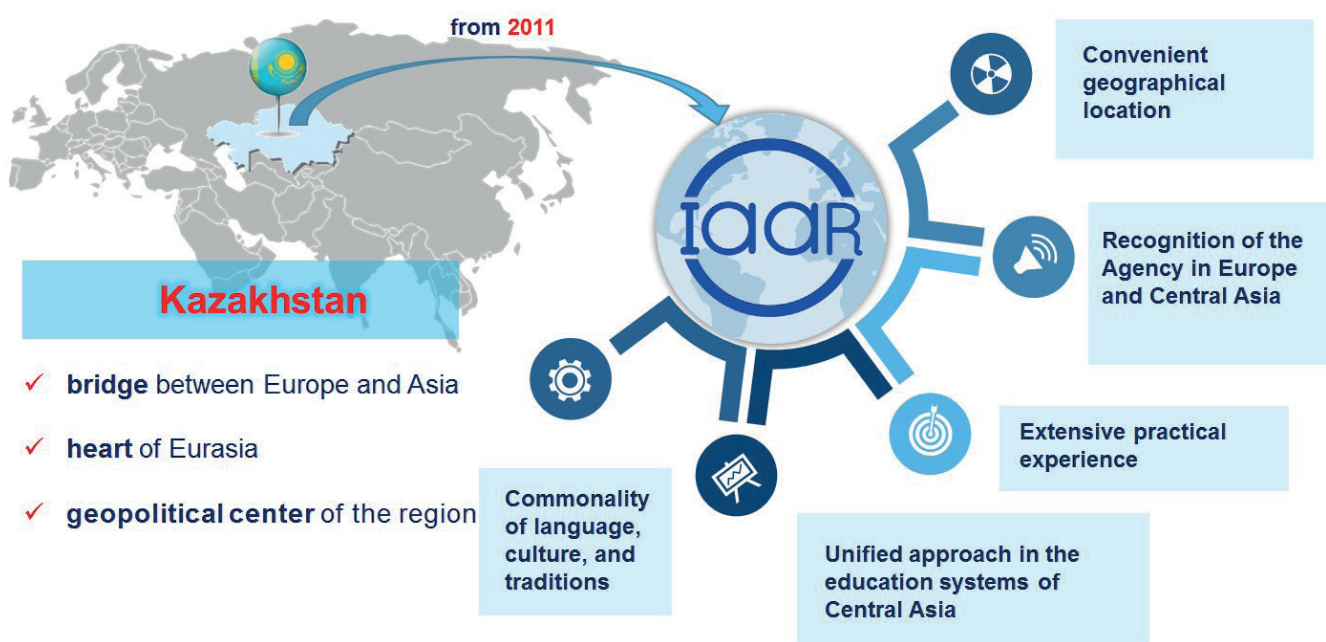 from 2011
Kazakhstan
bridge between Europe and Asia
heart of Eurasia
geopolitical center of the region
IaaR
Convenient
geographical
location
Recognition of the
Agency in Europe
and Central Asia
Extensive practical
experience
Unified approach in the
education systems of
Central Asia
Commonality
of language,
culture, and
traditions